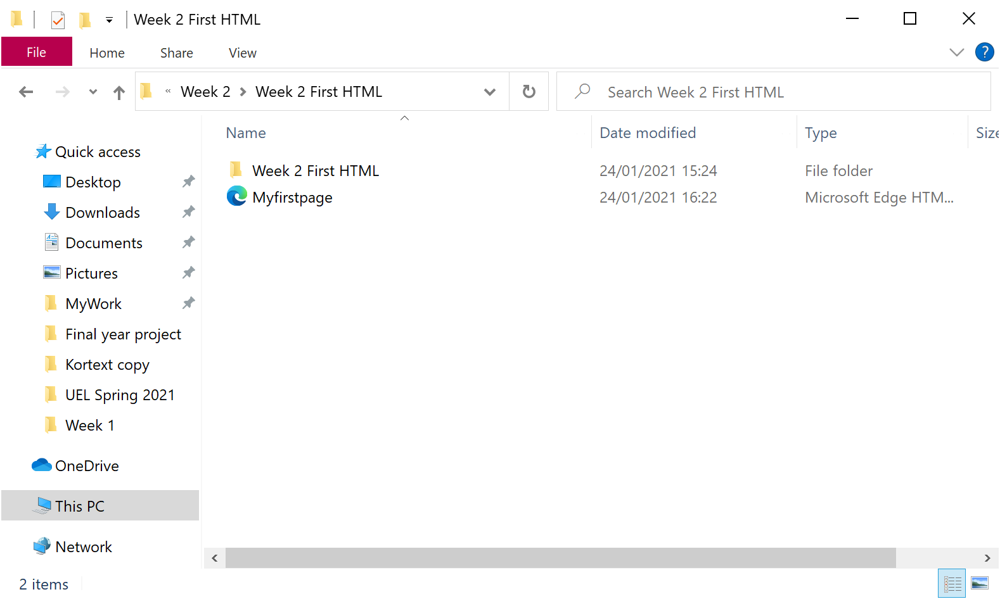 Week 2 First HTML
File Home Share View ?
« Week 2 > Week 2 First HTML
Search Week 2 First HTML
Name Date modified Type Size
Week 2 First HTML 24/01/2021 15:24 File folder
Myfirstpage 24/01/2021 16:22 Microsoft Edge HTM...
Quick access
Desktop
Downloads
Documents
Pictures
MyWork
Final year project
Kortext copy
UEL Spring 2021
Week 1
OneDrive
This PC
Network
2 items